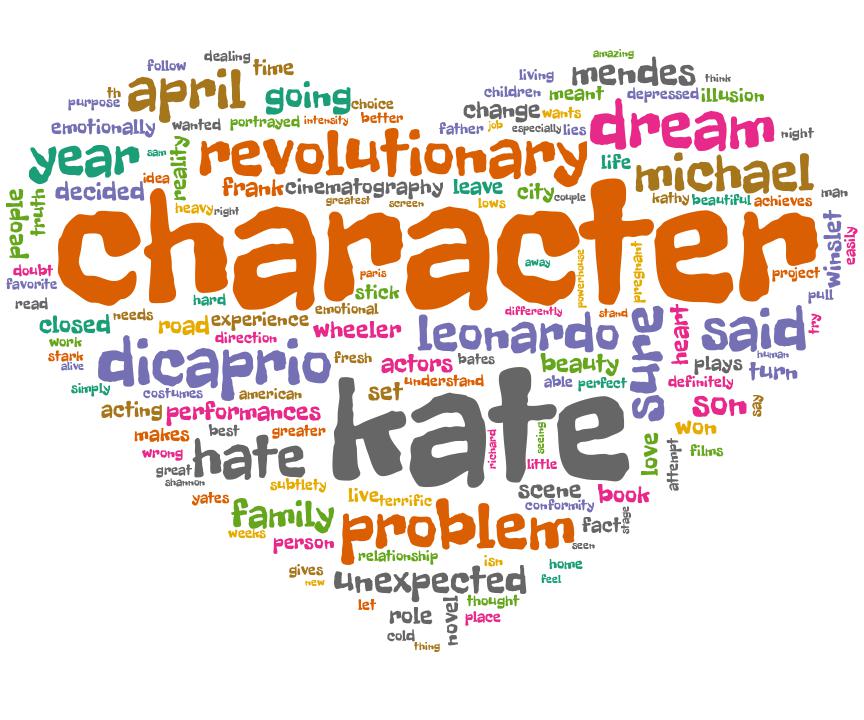 dealing
amazing
follow
time
living
mendes
think
th
april
going
choice
children
meant
depressed
illusion
purpose
change
wants
better
emotionally
wanted
portrayed
intensity
father
job
especially
lies
dream
night
year
sam
reality
revolutionary
life
michael
decided
idea
frank
cinematography
leave
city
couple
kathy
beautiful
achieves
man
people
truth
heavy
right
greatest
screen
lows
character
winslet
easily
doubt
paris
away
powerhouse
pregnant
project
favorite
hard
stick
pull
read
needs
emotional
differently
stand
closed
road
experience
wheeler
leonardo
sure
heart
said
try
work
direction
stark
alive
dicaprio
fresh
actors
bates
beauty
plays
human
turn
simply
costumes
american
set
understand
able
perfect
definitely
acting
performances
kate
son
say
makes
best
greater
won
wrong
great
hate
richard
seeing
little
love
attempt
films
shannon
subtlety
scene
book
yates
live
terrific
conformity
family
problem
fact
stage
weeks
person
relationship
seen
isn
home
gives
new
unexpected
feel
let
role
novel
thought
place
cold
thing